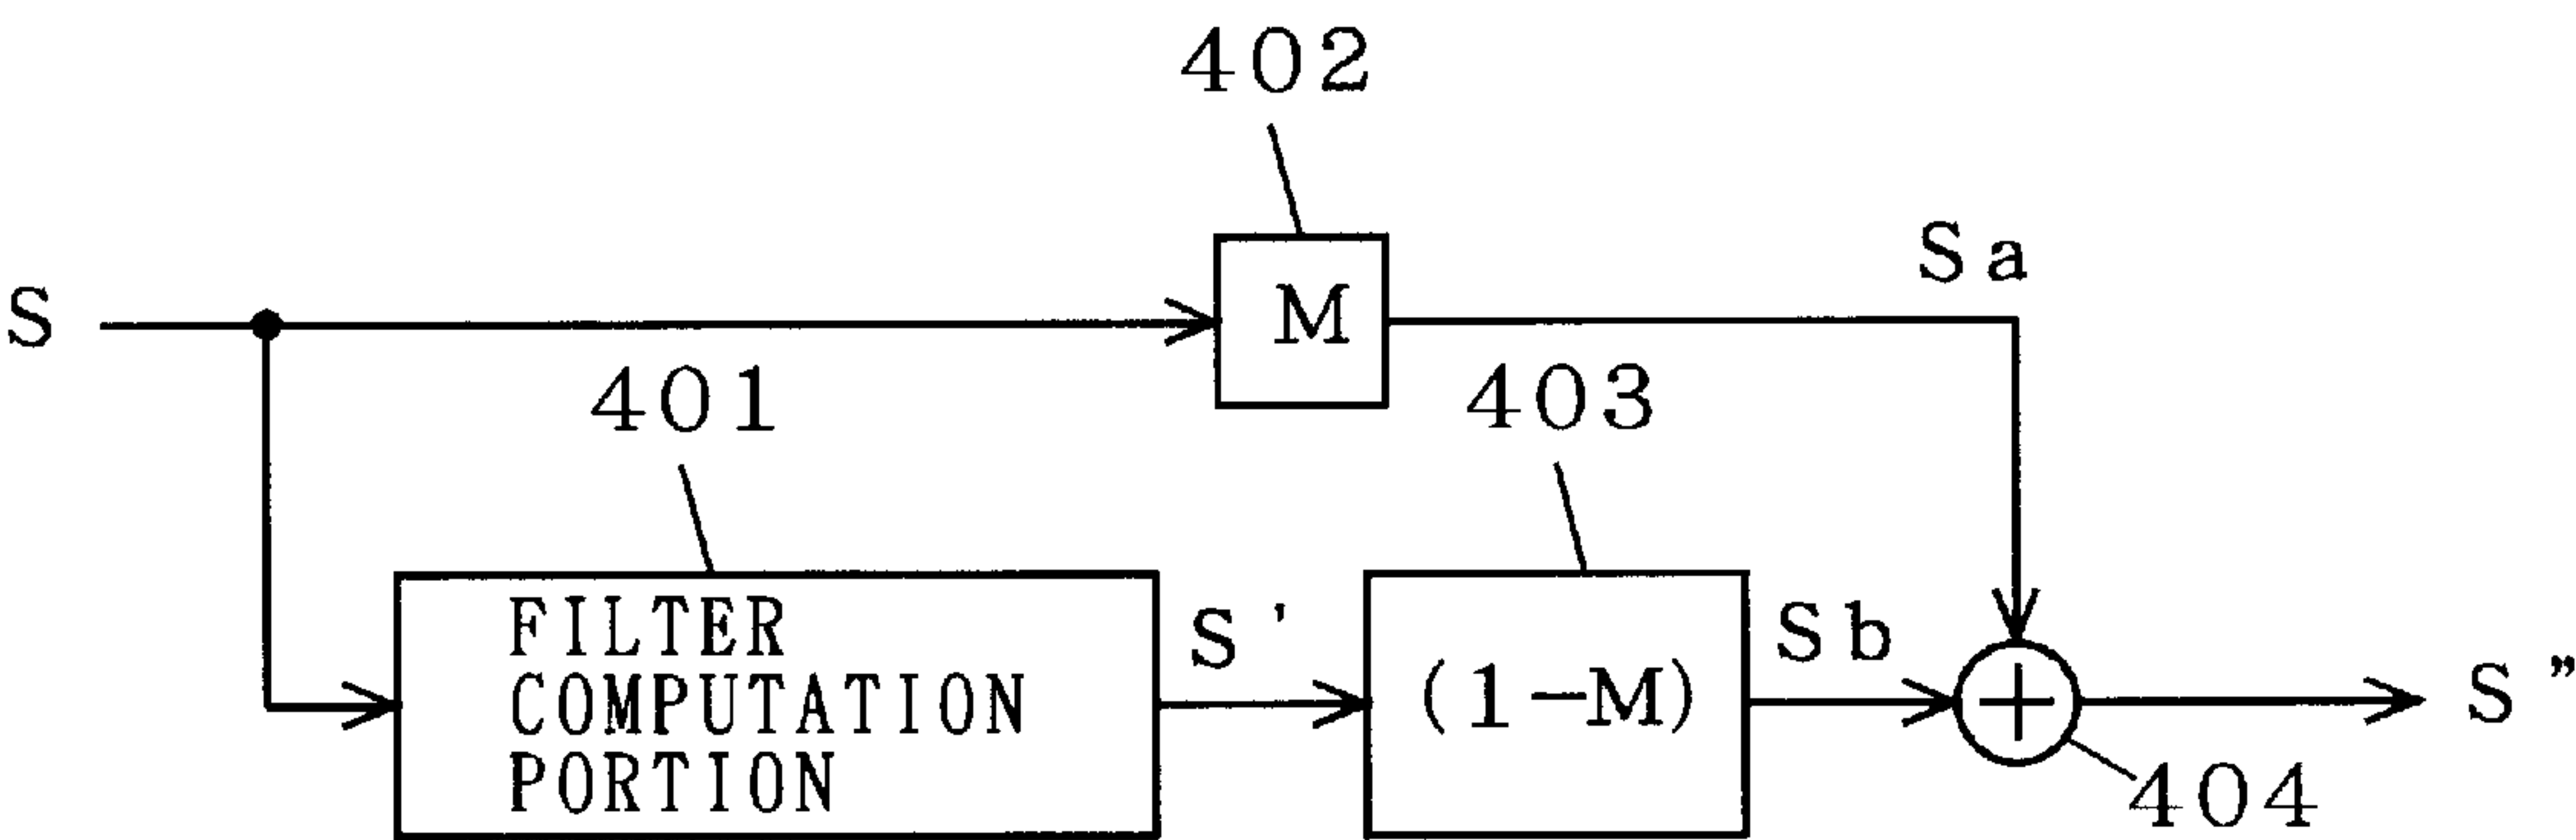 402
S
M
Sa
401
403
FILTER
COMPUTATION
PORTION
S'
(1-M)
Sb
S"
404